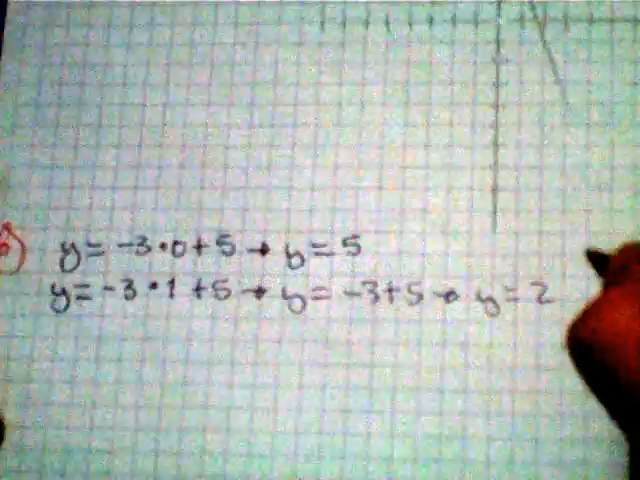 y = -3•0+5 → y = 5
y = -3•1+5 → y = -3+5 → y = 2